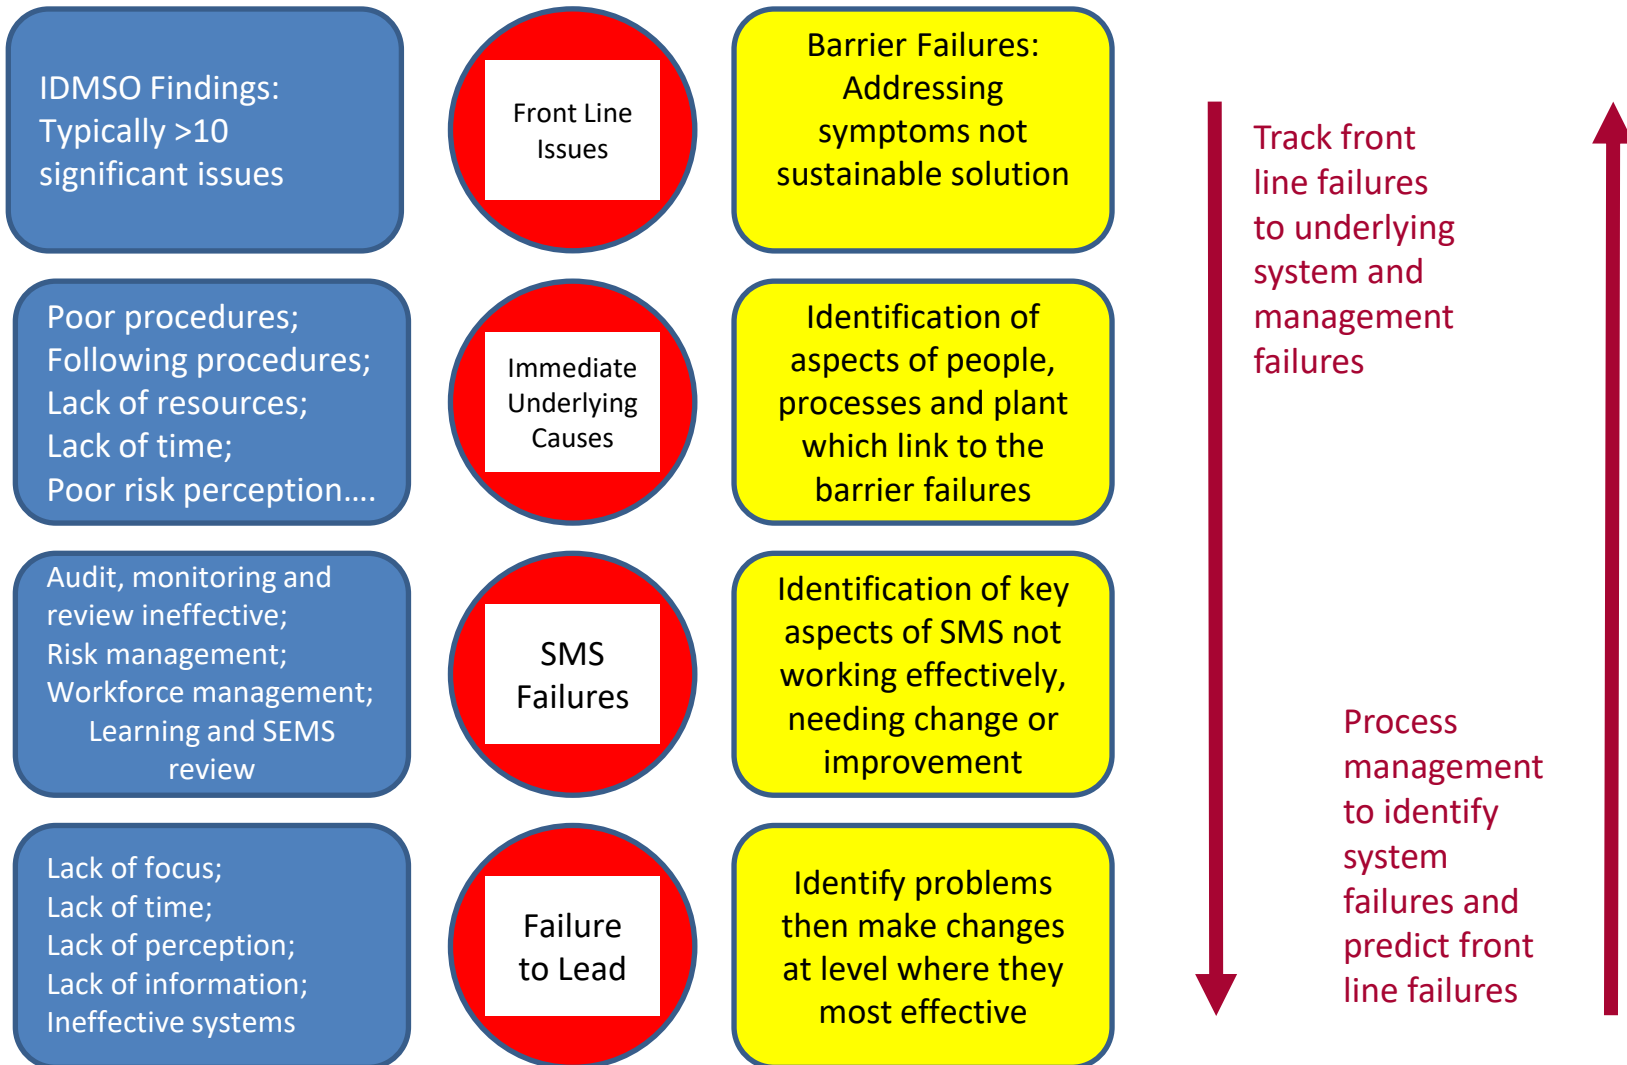 IDMSO Findings:
Typically >10
significant issues
Front Line
Issues
Barrier Failures:
Addressing
symptoms not
sustainable solution
Poor procedures;
Following procedures;
Lack of resources;
Lack of time;
Poor risk perception....
Immediate
Underlying
Causes
Identification of
aspects of people,
processes and plant
which link to the
barrier failures
Audit, monitoring and
review ineffective;
Risk management;
Workforce management;
Learning and SEMS
review
SMS
Failures
Identification of key
aspects of SMS not
working effectively,
needing change or
improvement
Lack of focus;
Lack of time;
Lack of perception;
Lack of information;
Ineffective systems
Failure
to Lead
Identify problems
then make changes
at level where they
most effective
Track front
line failures
to underlying
system and
management
failures
Process
management
to identify
system
failures and
predict front
line failures